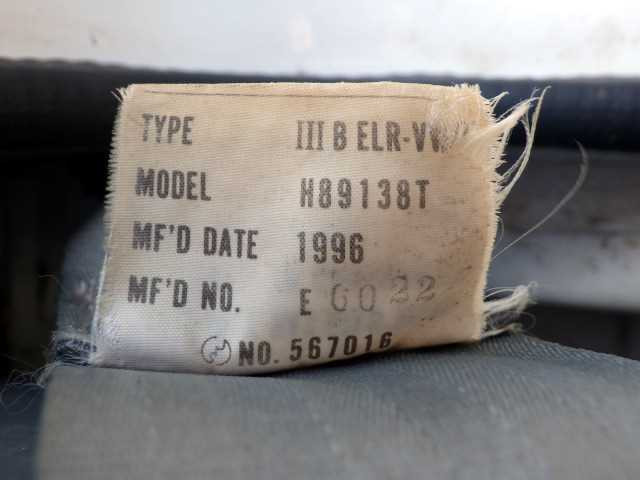 TYPE III B ELR-V
MODEL H89138T
MF'D DATE 1996
MF'D NO. E 0022
NO. 567016